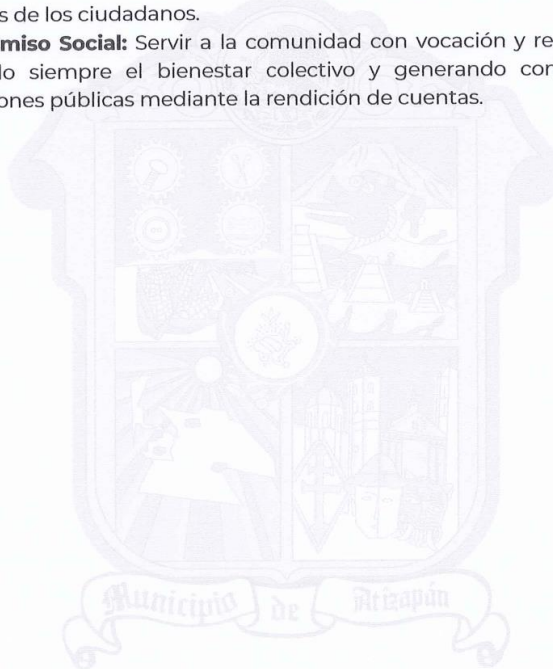 s de los ciudadanos.
miso Social: Servir a la comunidad con vocación y re
lo siempre el bienestar colectivo y generando con
ones públicas mediante la rendición de cuentas.
Municipio de Atizapán